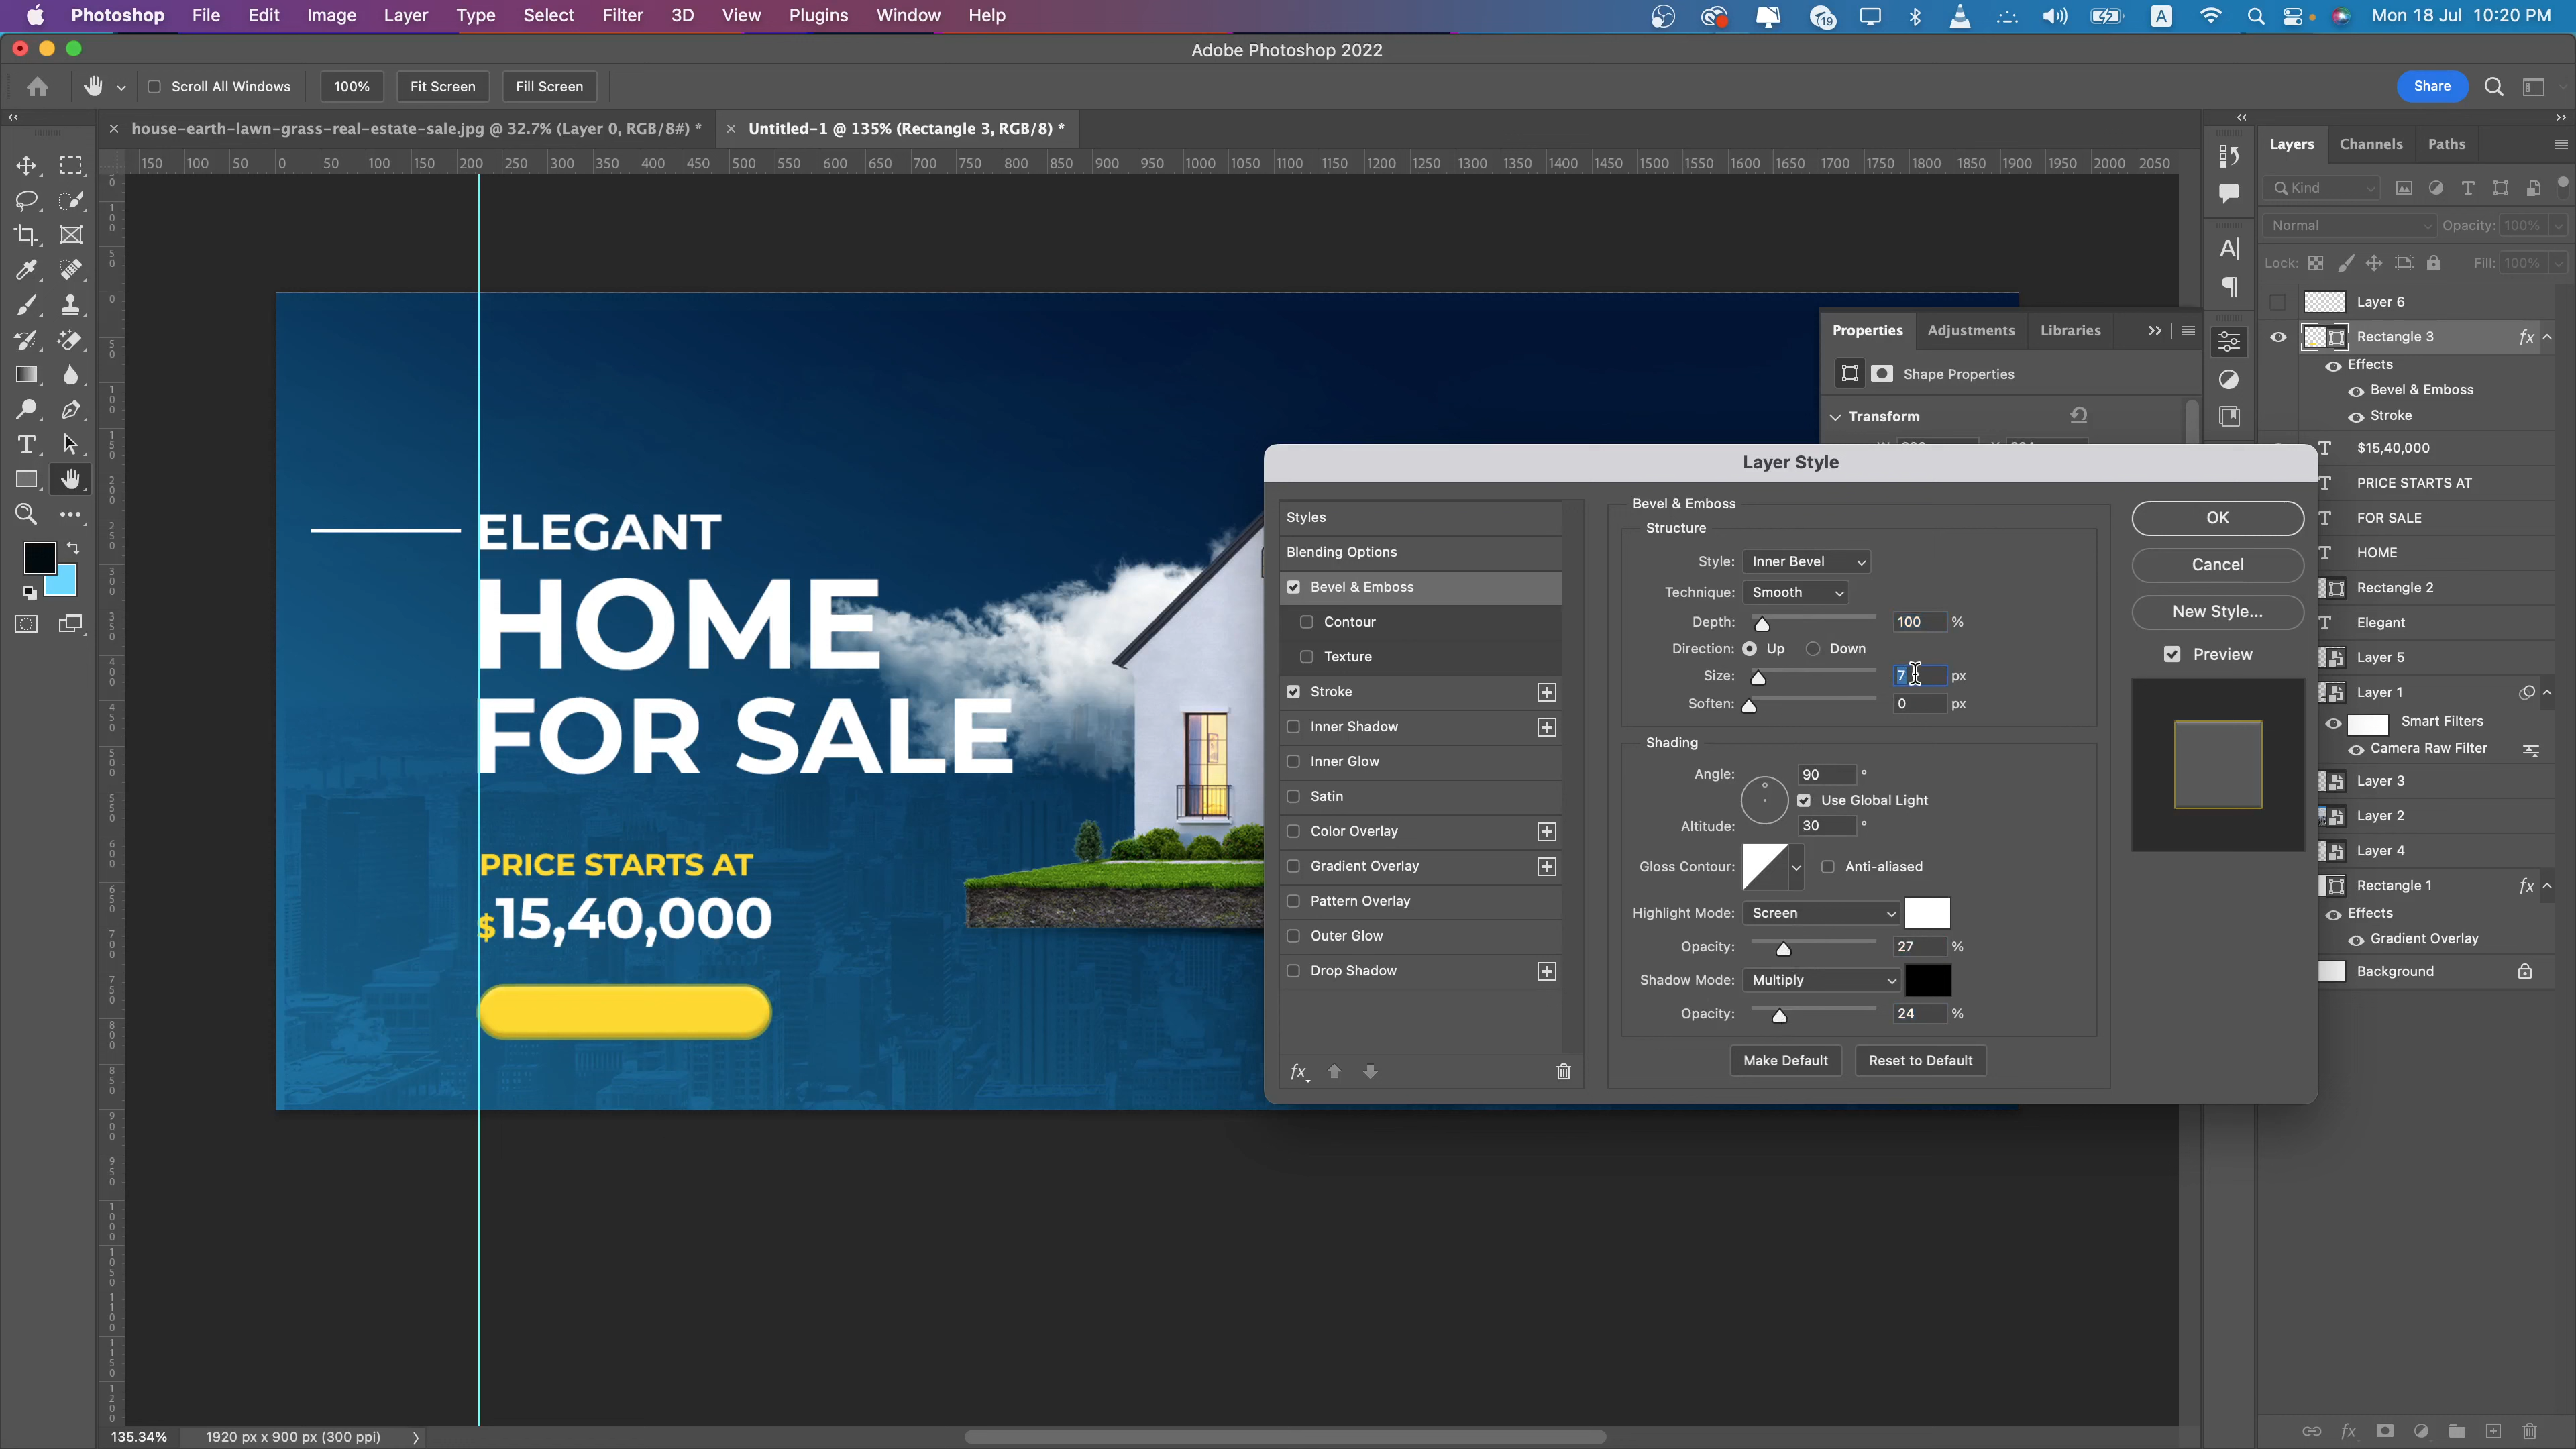 Photoshop File Edit Image Layer Type Select Filter 3D View Plugins Window Help 19 A Mon 18 Jul 10:20 PM
Adobe Photoshop 2022
Scroll All Windows 100% Fit Screen Fill Screen Share
house-earth-lawn-grass-real-estate-sale.jpg @ 32.7% (Layer 0, RGB/8#) * Untitled-1 @ 135% (Rectangle 3, RGB/8) *
150 100 50 0 50 100 150 200 250 300 350 400 450 500 550 600 650 700 750 800 850 900 950 1000 1050 1100 1150 1200 1250 1300 1350 1400 1450 1500 1550 1600 1650 1700 1750 1800 1850 1900 1950 2000 2050
ELEGANT
HOME
FOR SALE
PRICE STARTS AT
$15,40,000
Properties Adjustments Libraries
Shape Properties
Transform
Layer Style
Styles
Blending Options
Bevel & Emboss
Contour
Texture
Stroke
Inner Shadow
Inner Glow
Satin
Color Overlay
Gradient Overlay
Pattern Overlay
Outer Glow
Drop Shadow
fx
Bevel & Emboss
Structure
Style: Inner Bevel
Technique: Smooth
Depth: 100 %
Direction: Up Down
Size: 7 px
Soften: 0 px
Shading
Angle: 90 °
Use Global Light
Altitude: 30 °
Gloss Contour: Anti-aliased
Highlight Mode: Screen
Opacity: 27 %
Shadow Mode: Multiply
Opacity: 24 %
Make Default Reset to Default
OK
Cancel
New Style...
Preview
Layers Channels Paths
Kind
Normal Opacity: 100%
Lock: Fill: 100%
Layer 6
Rectangle 3 fx
Effects
Bevel & Emboss
Stroke
$15,40,000
PRICE STARTS AT
FOR SALE
HOME
Rectangle 2
Elegant
Layer 5
Layer 1
Smart Filters
Camera Raw Filter
Layer 3
Layer 2
Layer 4
Rectangle 1 fx
Effects
Gradient Overlay
Background
135.34% 1920 px x 900 px (300 ppi)
fx